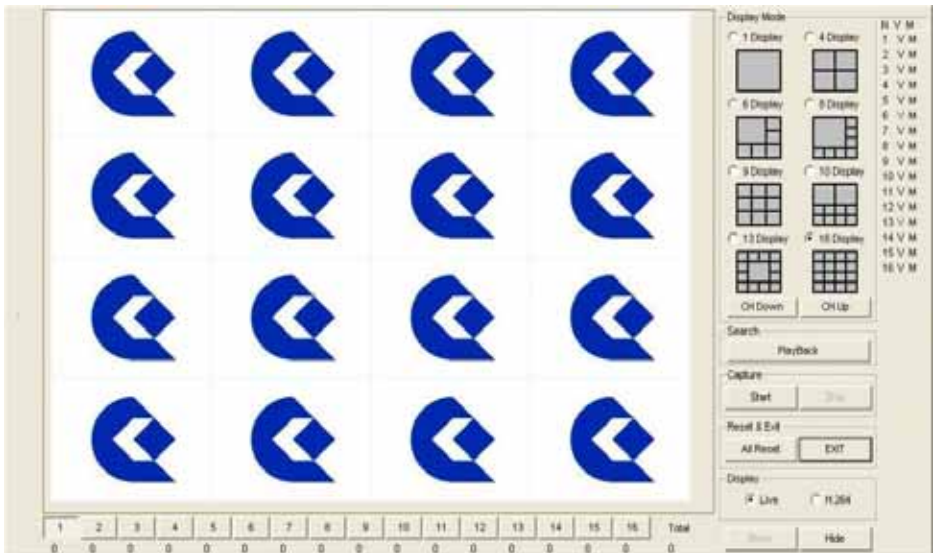 Display Mode
1 Display
4 Display
6 Display
8 Display
9 Display
10 Display
13 Display
16 Display
CH Down
CH Up
Search
PlayBack
Capture
Start
Stop
Reset & Exit
All Reset
EXIT
Display
Live
H.264
Hide
N V M
1 V M
2 V M
3 V M
4 V M
5 V M
6 V M
7 V M
8 V M
9 V M
10 V M
11 V M
12 V M
13 V M
14 V M
15 V M
16 V M
1 2 3 4 5 6 7 8 9 10 11 12 13 14 15 16 Total
0 0 0 0 0 0 0 0 0 0 0 0 0 0 0 0 0